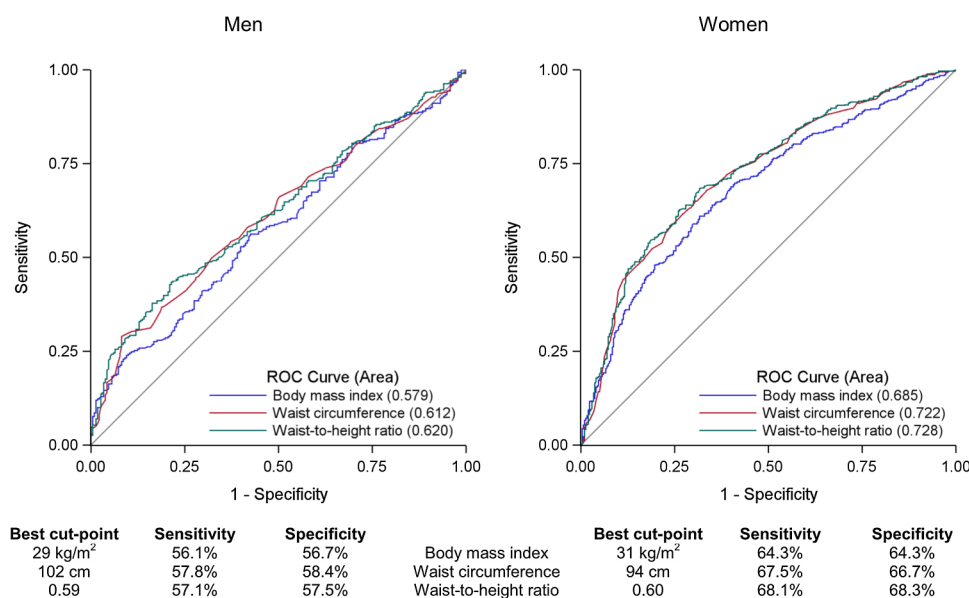 Men
Women
1.00
0.75
0.50
0.25
0.00
Sensitivity
0.00 0.25 0.50 0.75 1.00
1 - Specificity
ROC Curve (Area)
Body mass index (0.579)
Waist circumference (0.612)
Waist-to-height ratio (0.620)
1.00
0.75
0.50
0.25
0.00
Sensitivity
0.00 0.25 0.50 0.75 1.00
1 - Specificity
ROC Curve (Area)
Body mass index (0.685)
Waist circumference (0.722)
Waist-to-height ratio (0.728)
Best cut-point Sensitivity Specificity Best cut-point Sensitivity Specificity
29 kg/m² 56.1% 56.7% Body mass index 31 kg/m² 64.3% 64.3%
102 cm 57.8% 58.4% Waist circumference 94 cm 67.5% 66.7%
0.59 57.1% 57.5% Waist-to-height ratio 0.60 68.1% 68.3%